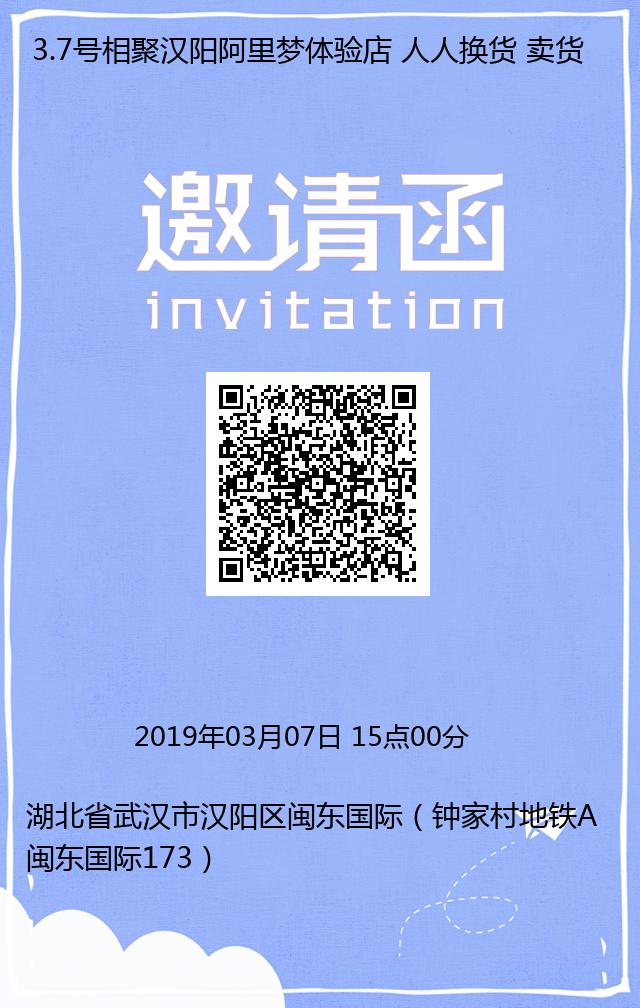 3.7号相聚汉阳阿里梦体验店 人人换货 卖货
邀请函
invitation
2019年03月07日 15点00分
湖北省武汉市汉阳区闽东国际（钟家村地铁A
闽东国际173）